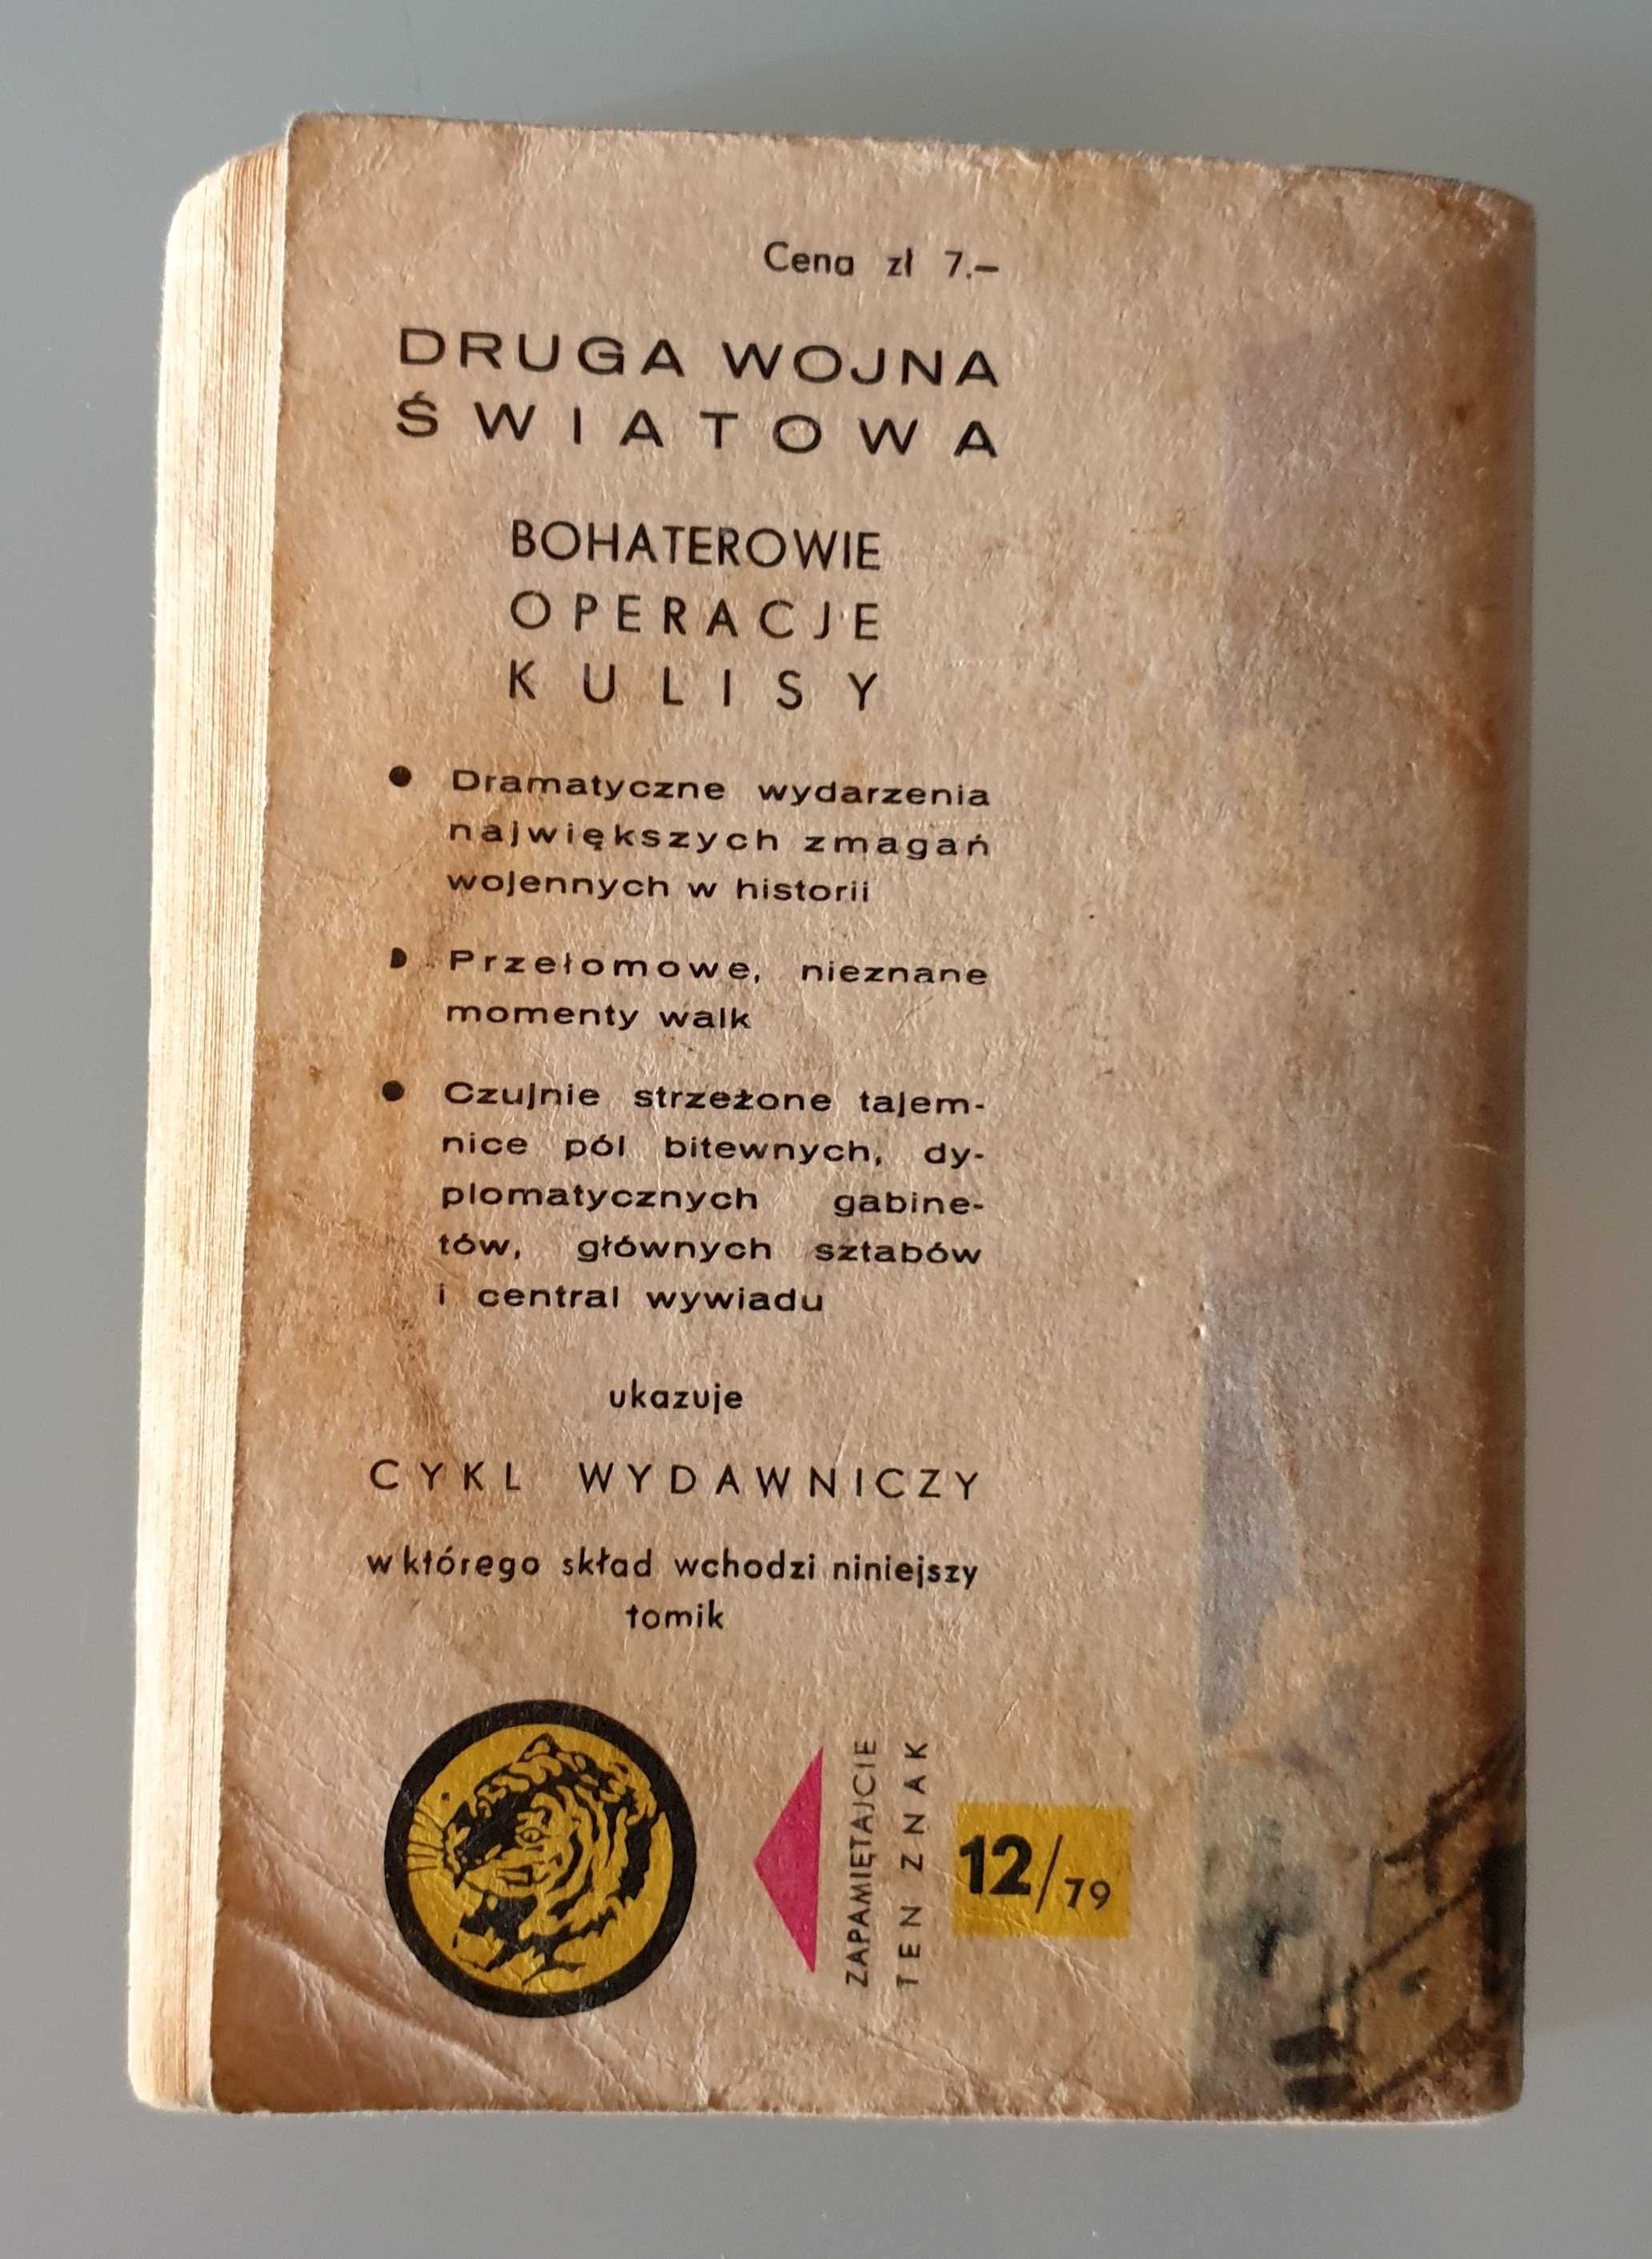 Cena zł 7.—
DRUGA WOJNA
ŚWIATOWA
BOHATEROWIE
OPERACJE
KULISY
● Dramatyczne wydarzenia
największych zmagań
wojennych w historii
● Przełomowe, nieznane
momenty walk
● Czujnie strzeżone tajem-
nice pól bitewnych, dy-
plomatycznych gabine-
tów, głównych sztabów
i central wywiadu
ukazuje
CYKL WYDAWNICZY
w którego skład wchodzi niniejszy
tomik
ZAPAMIĘTAJCIE
TEN ZNAK
12/79